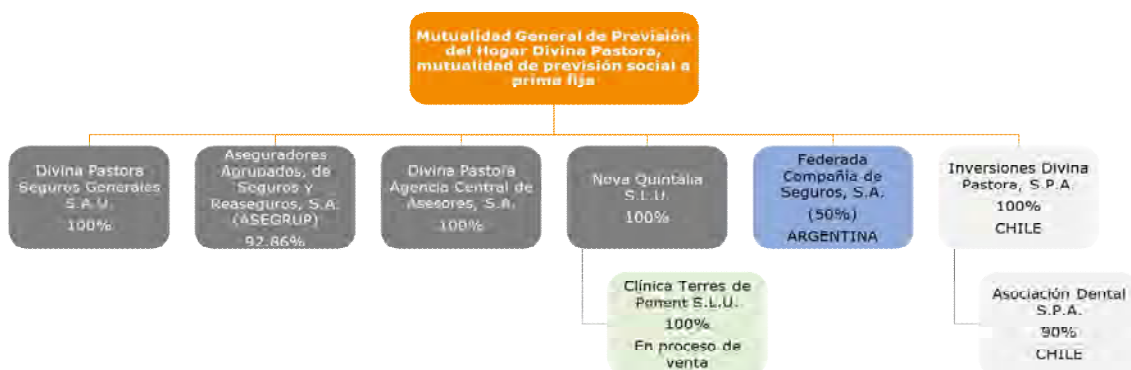 Mutualidad General de Previsión
del Hogar Divina Pastora,
mutualidad de previsión social a
prima fija
Divina Pastora
Seguros Generales
S.A.U.
100%
Aseguradores
Agrupados, de
Seguros y
Reaseguros, S.A.
(ASEGRUP)
92.86%
Divina Pastora
Agencia Central de
Asesores, S.A.
100%
Nova Quintalia
S.L.U.
100%
Federada
Compañía de
Seguros, S.A.
(50%)
ARGENTINA
Inversiones Divina
Pastora, S.P.A
100%
CHILE
Clínica Terres de
Ponent S.L.U.
100%
En proceso de
venta
Asociación Dental
S.P.A.
90%
CHILE